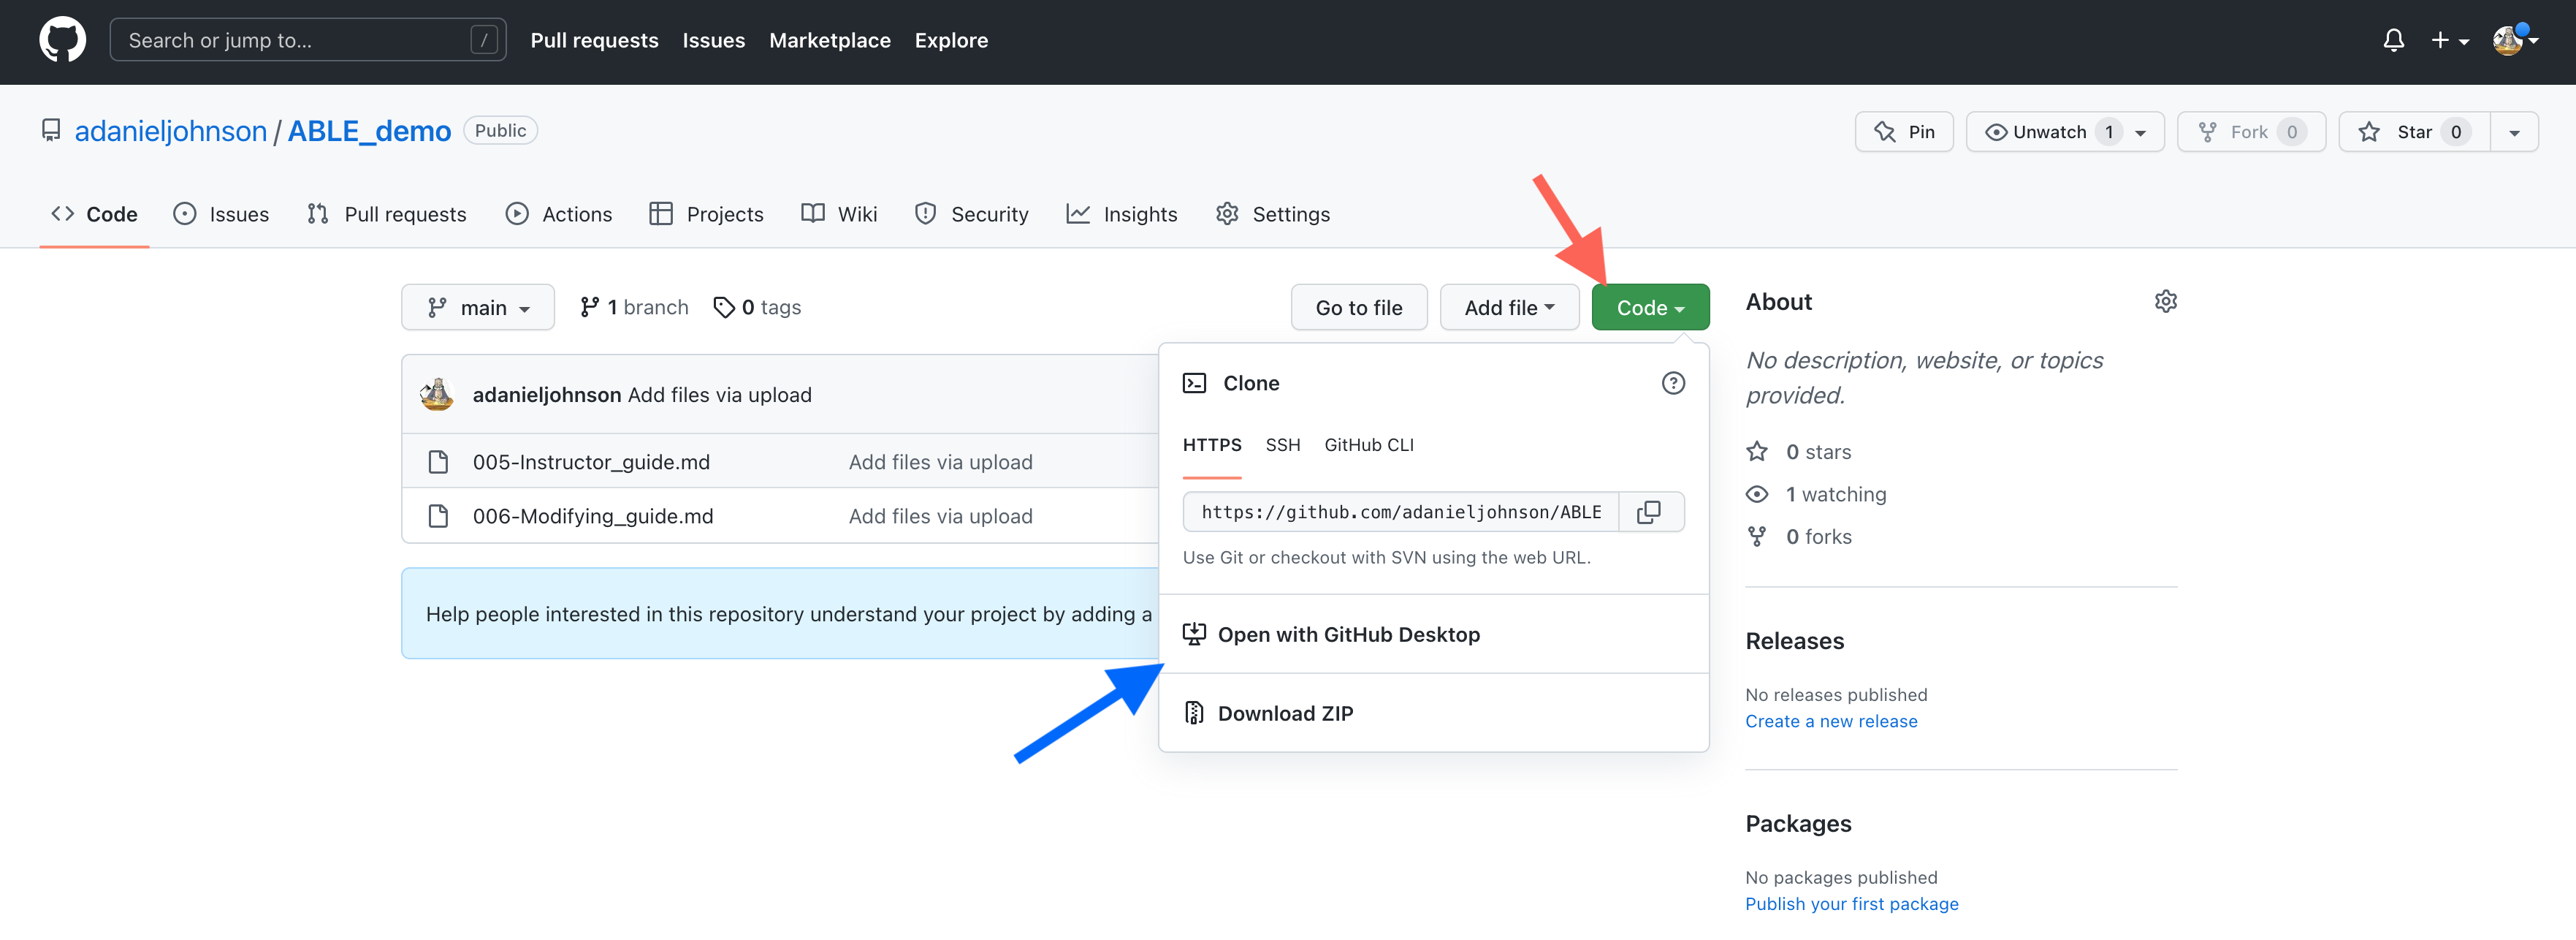 Search or jump to... / Pull requests Issues Marketplace Explore
adanieljohnson / ABLE_demo Public Pin Unwatch 1 Fork 0 Star 0
Code Issues Pull requests Actions Projects Wiki Security Insights Settings
main 1 branch 0 tags Go to file Add file Code
adanieljohnson Add files via upload
005-Instructor_guide.md Add files via upload
006-Modifying_guide.md Add files via upload
Help people interested in this repository understand your project by adding a
Clone
HTTPS SSH GitHub CLI
https://github.com/adanieljohnson/ABLE
Use Git or checkout with SVN using the web URL.
Open with GitHub Desktop
Download ZIP
About
No description, website, or topics
provided.
0 stars
1 watching
0 forks
Releases
No releases published
Create a new release
Packages
No packages published
Publish your first package